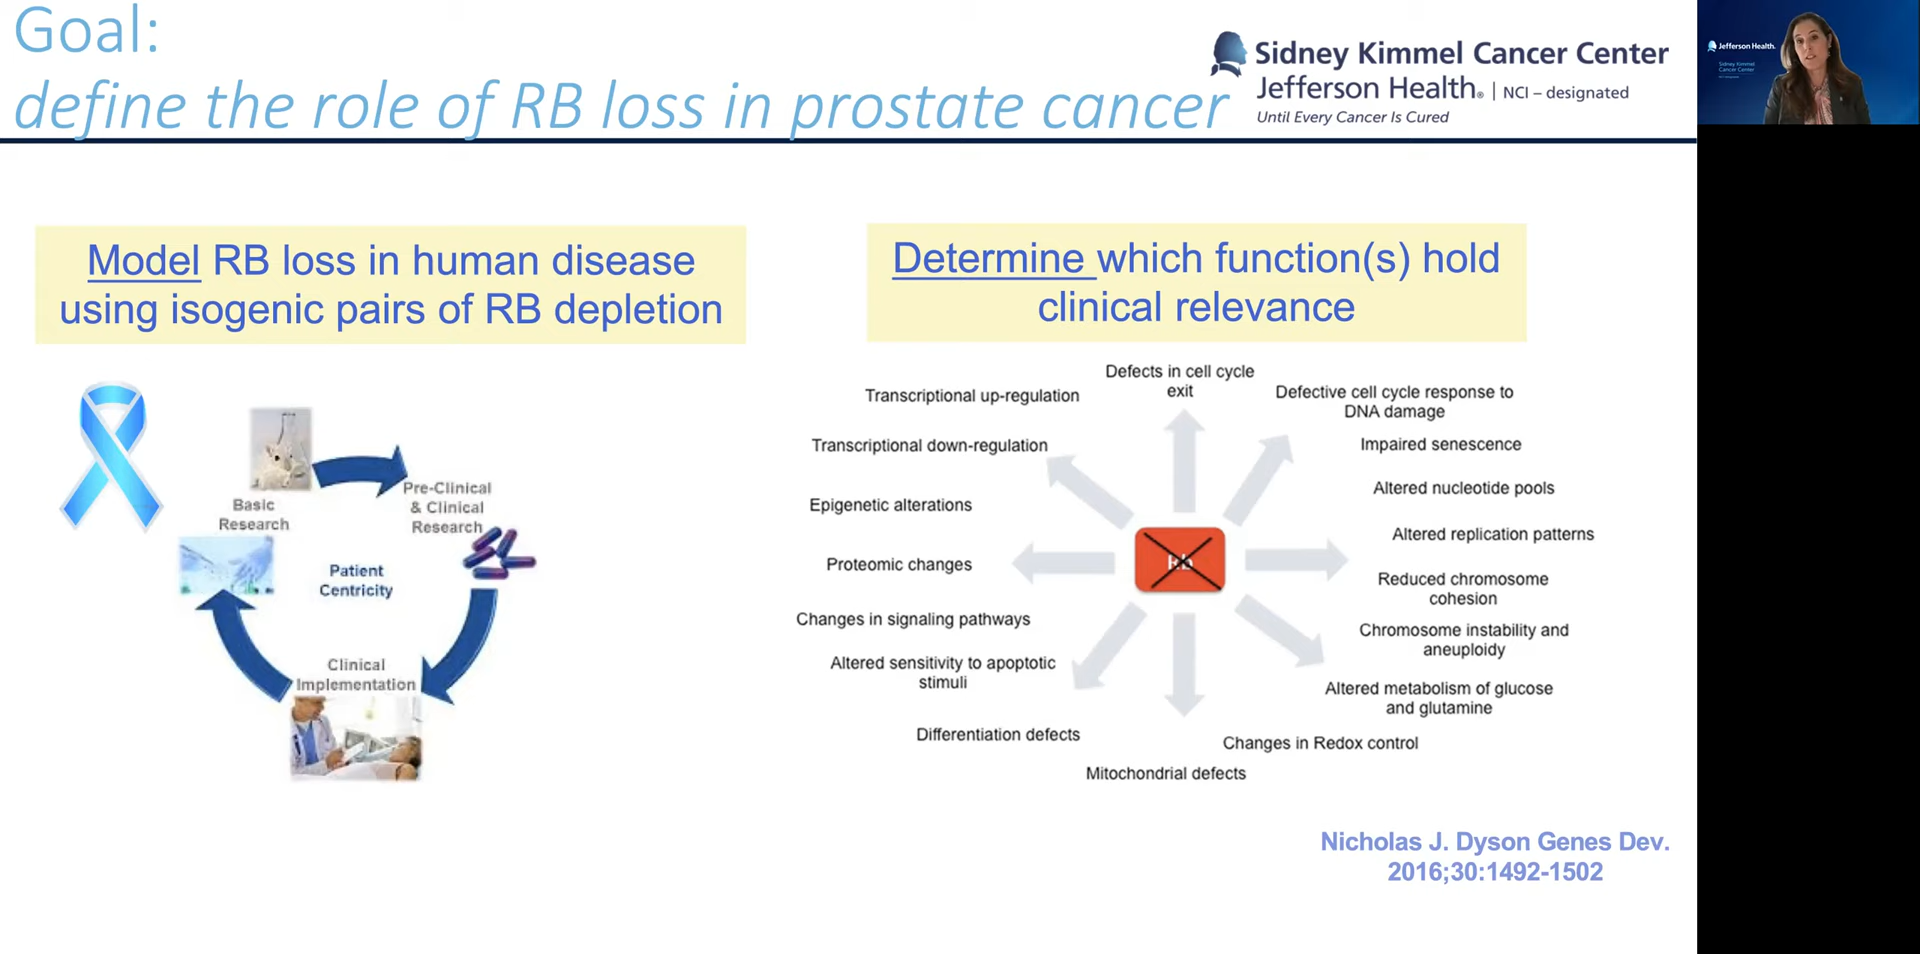 Goal:
define the role of RB loss in prostate cancer
Sidney Kimmel Cancer Center
Jefferson Health® | NCI – designated
Until Every Cancer Is Cured
Jefferson Health.
Sidney Kimmel
Cancer Center
Model RB loss in human disease
using isogenic pairs of RB depletion
Basic
Research
Pre-Clinical
& Clinical
Research
Patient
Centricity
Clinical
Implementation
Determine which function(s) hold
clinical relevance
Defects in cell cycle
exit
Transcriptional up-regulation
Defective cell cycle response to
DNA damage
Transcriptional down-regulation
Impaired senescence
Altered nucleotide pools
Epigenetic alterations
Altered replication patterns
Proteomic changes
Rb
Reduced chromosome
cohesion
Changes in signaling pathways
Chromosome instability and
aneuploidy
Altered sensitivity to apoptotic
stimuli
Altered metabolism of glucose
and glutamine
Differentiation defects
Changes in Redox control
Mitochondrial defects
Nicholas J. Dyson Genes Dev.
2016;30:1492-1502